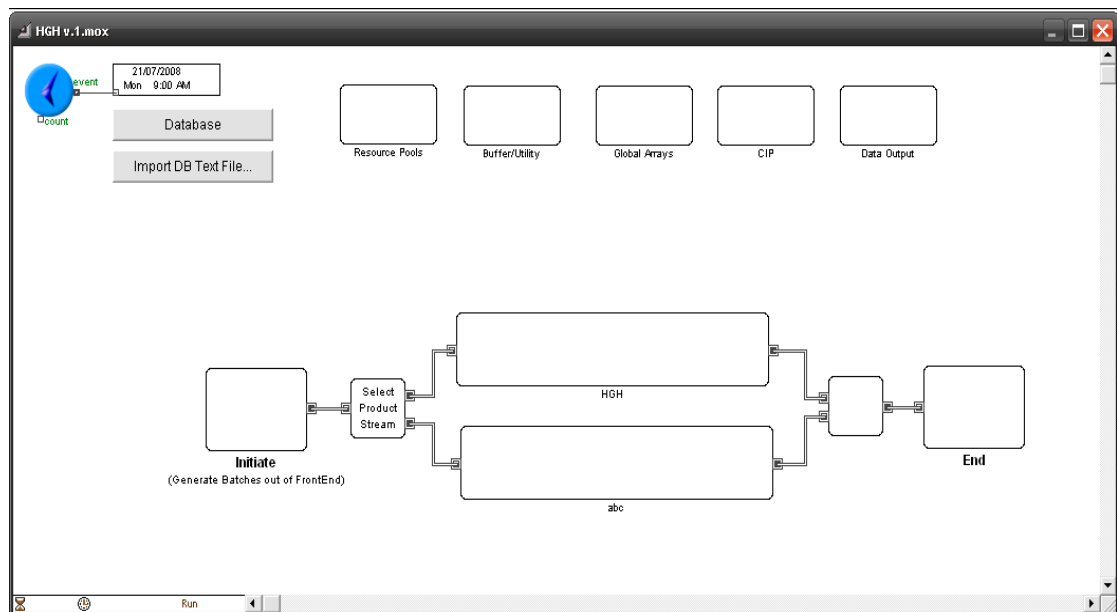 HGH v.1.mox
21/07/2008
event
Mon 9:00 AM
count
Database
Import DB Text File...
Resource Pools
Buffer/Utility
Global Arrays
CIP
Data Output
Select
Product
Stream
HGH
Initiate
(Generate Batches out of FrontEnd)
End
abc
Run